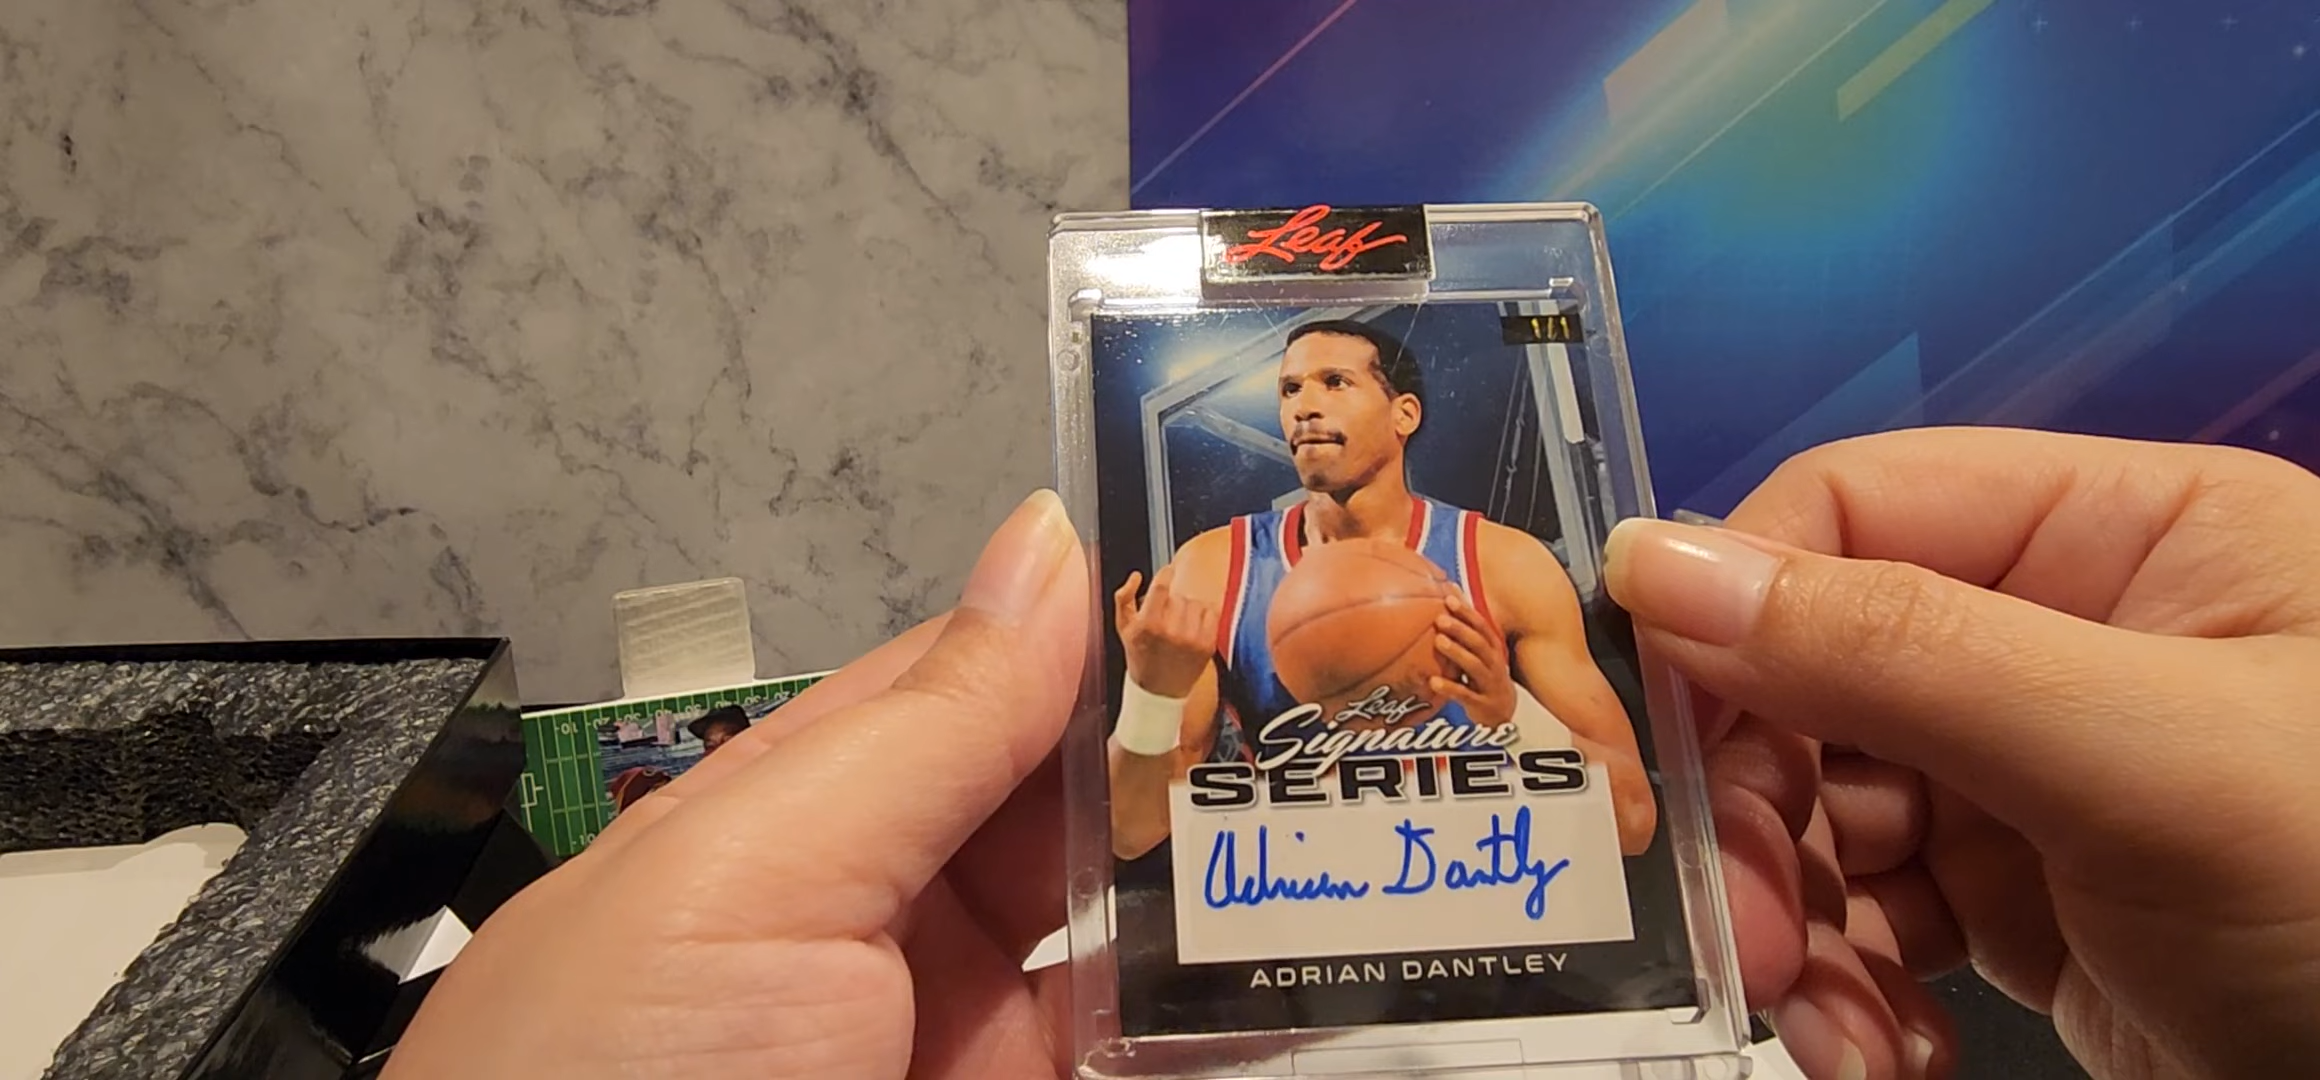 Leaf
1/1
Leaf
Signature
SERIES
Adrian Dantley
ADRIAN DANTLEY